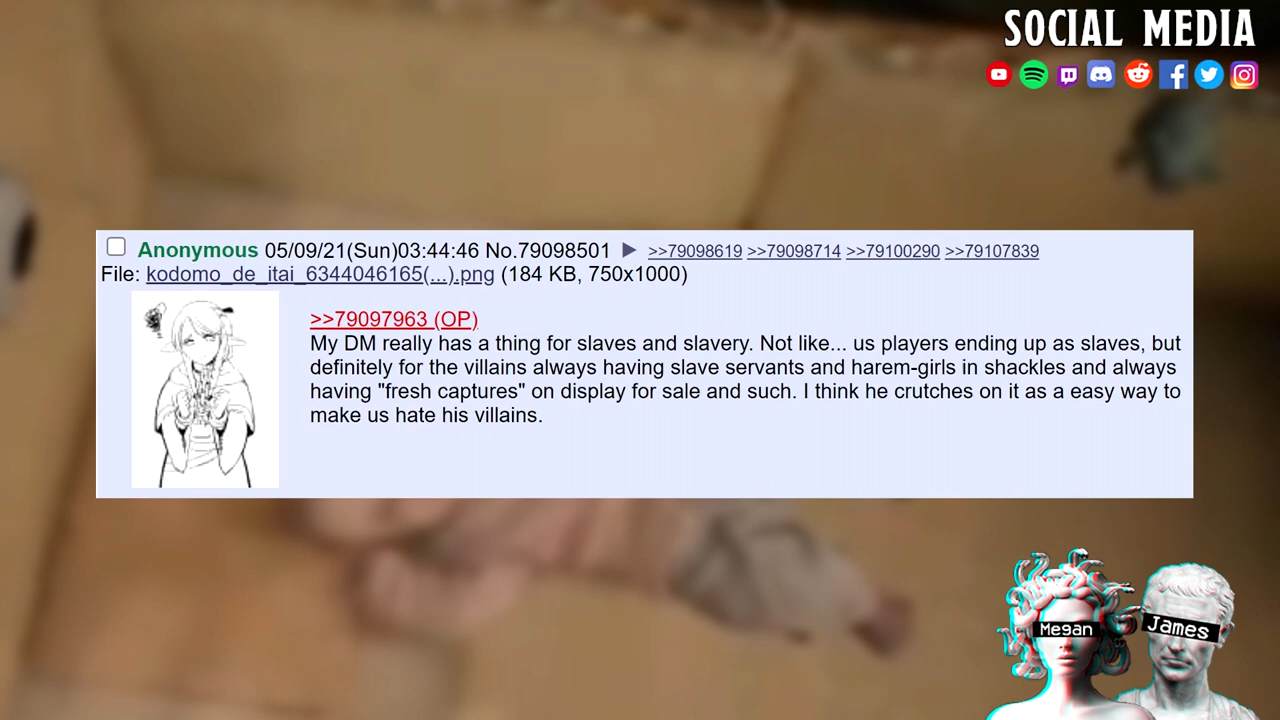 SOCIAL MEDIA
Anonymous 05/09/21(Sun)03:44:46 No.79098501 ▶ >>79098619 >>79098714 >>79100290 >>79107839
File: kodomo_de_itai_6344046165(...).png (184 KB, 750x1000)
>>79097963 (OP)
My DM really has a thing for slaves and slavery. Not like... us players ending up as slaves, but
definitely for the villains always having slave servants and harem-girls in shackles and always
having "fresh captures" on display for sale and such. I think he crutches on it as a easy way to
make us hate his villains.
Megan
James